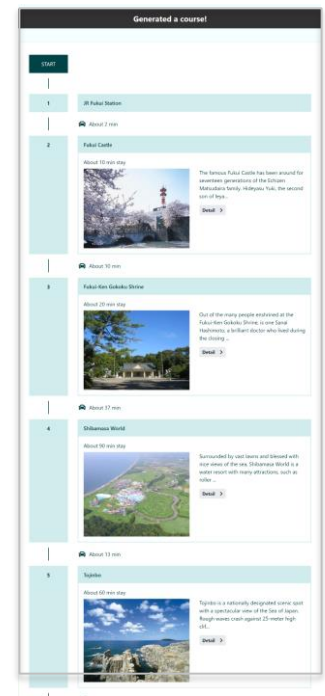 Generated a course!
START
1
JR Fukui Station
About 2 min
2
Fukui Castle
About 10 min stay
The famous Fukui Castle has been around for
seventeen generations of the Echizen
Matsudaira family. Hideyasu Yuki, the second
son of Ieya...
Detail >
About 10 min
3
Fukui-Ken Gokoku Shrine
About 20 min stay
Out of the many people enshrined at the
Fukui-Ken Gokoku Shrine, is one Sanai
Hashimoto, a brilliant doctor who lived during
the closing ...
Detail >
About 37 min
4
Shibamasa World
About 90 min stay
Surrounded by vast lawns and blessed with
nice views of the sea, Shibamasa World is a
water resort with many attractions, such as
roller ...
Detail >
About 13 min
5
Tojinbo
About 60 min stay
Tojinbo is a nationally designated scenic spot
with a spectacular view of the Sea of Japan.
Rough waves crash against 25-meter high
cli...
Detail >